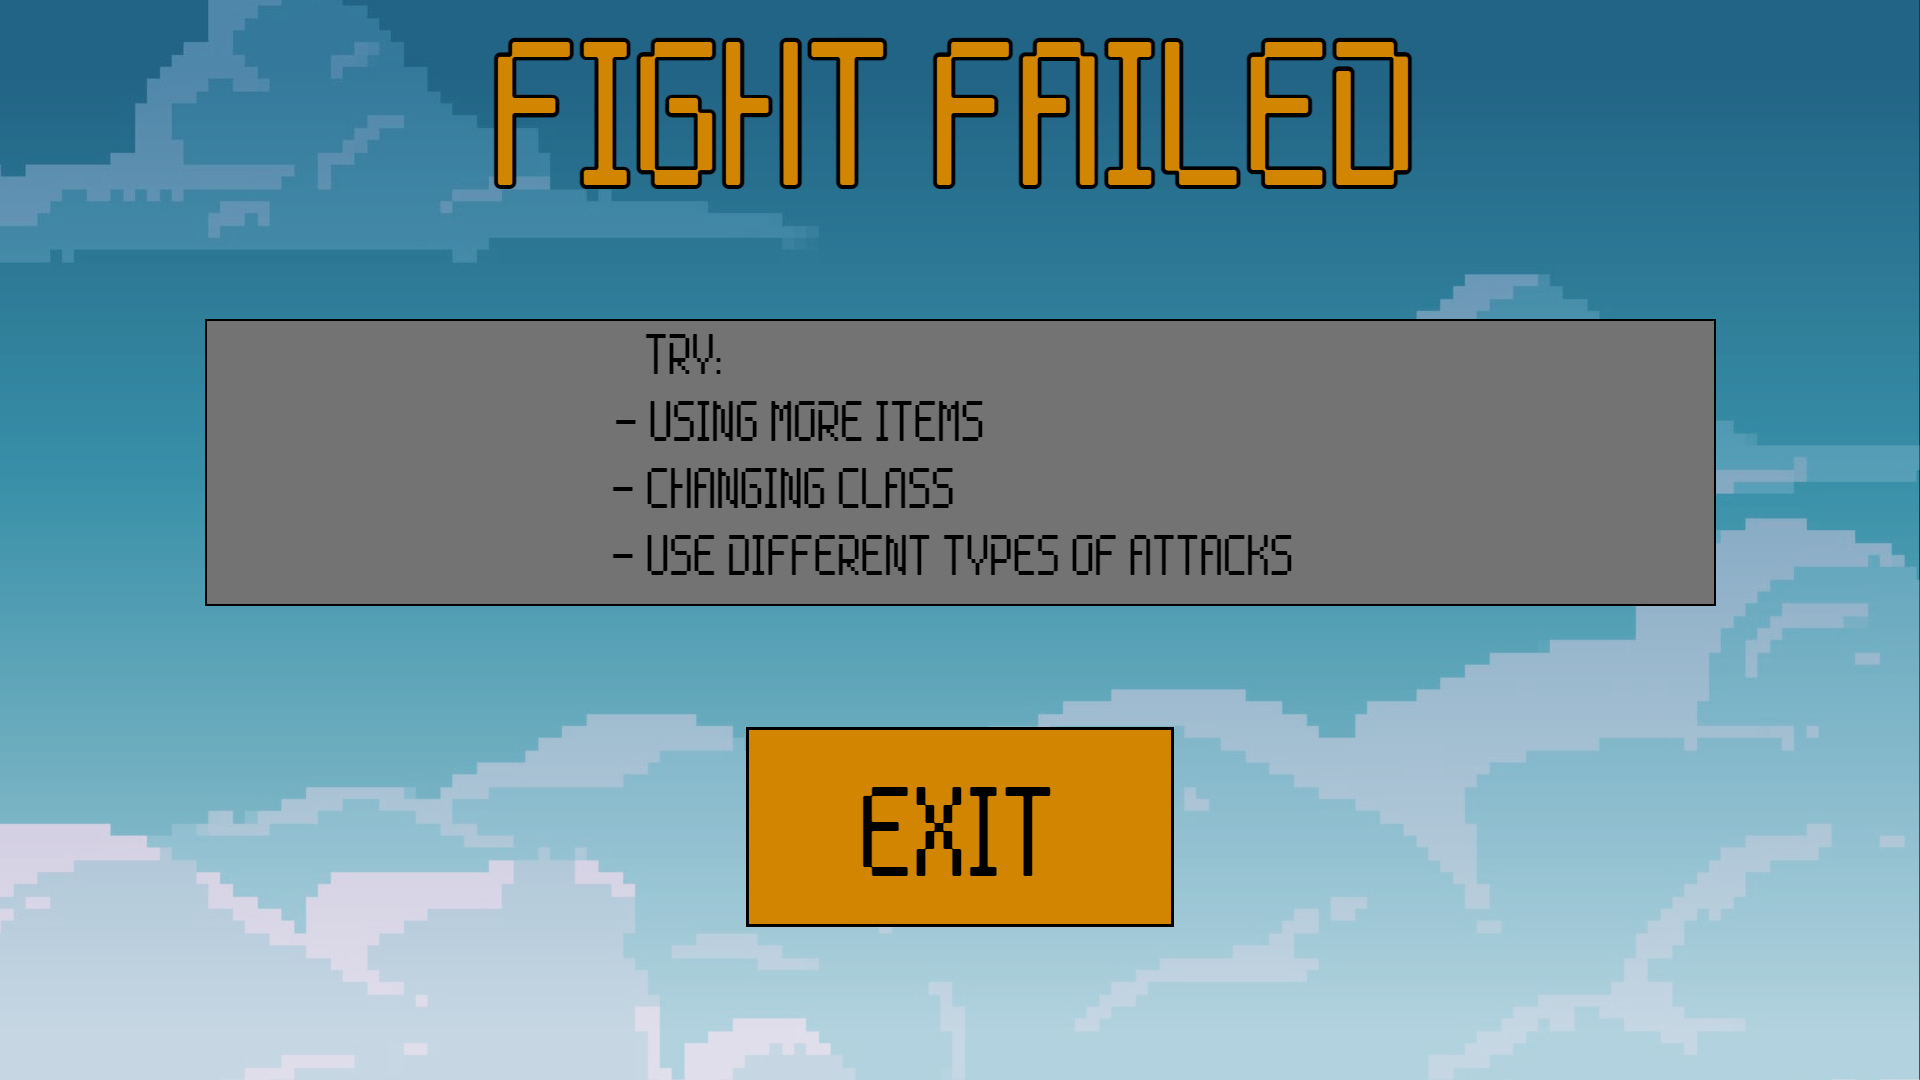 FIGHT FAILED
TRY:
- USING MORE ITEMS
- CHANGING CLASS
- USE DIFFERENT TYPES OF ATTACKS
EXIT